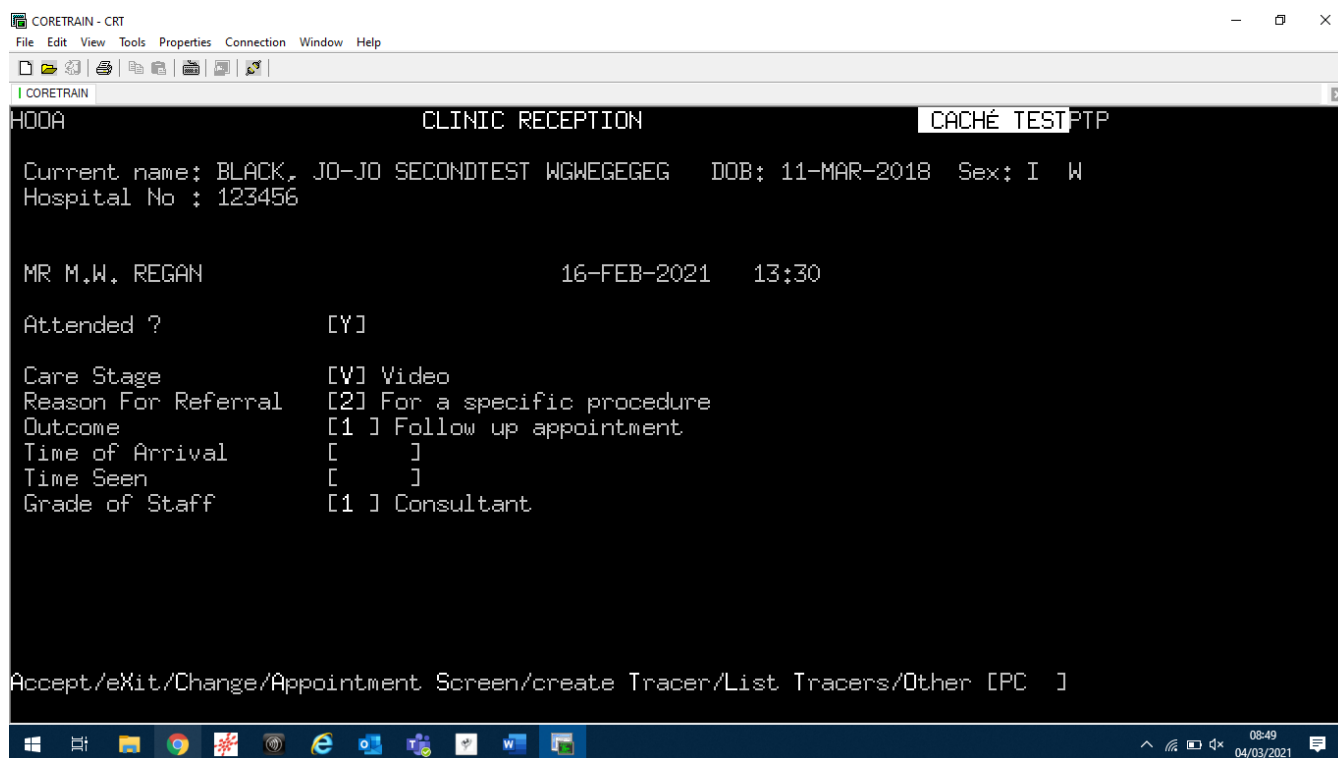 CORETRAIN - CRT
File Edit View Tools Properties Connection Window Help
CORETRAIN
HOOA CLINIC RECEPTION CACHÉ TESTPTP
Current name: BLACK, JO-JO SECONDTEST WGWEGEGEG DOB: 11-MAR-2018 Sex: I W
Hospital No : 123456
MR M.W. REGAN 16-FEB-2021 13:30
Attended ? [Y]
Care Stage [V] Video
Reason For Referral [2] For a specific procedure
Outcome [1 ] Follow up appointment
Time of Arrival [ ]
Time Seen [ ]
Grade of Staff [1 ] Consultant
Accept/eXit/Change/Appointment Screen/create Tracer/List Tracers/Other [PC ]
08:49
04/03/2021